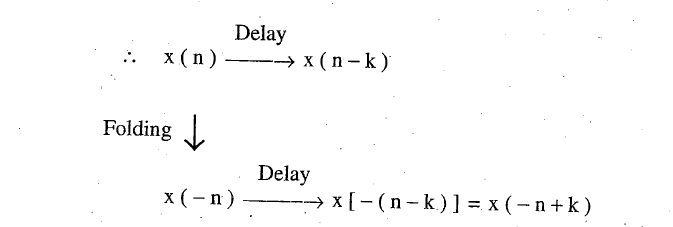 Delay
∴ x ( n ) ⟶ x ( n − k )
Folding ↓
Delay
x ( − n ) ⟶ x [ − ( n − k ) ] = x ( − n + k )